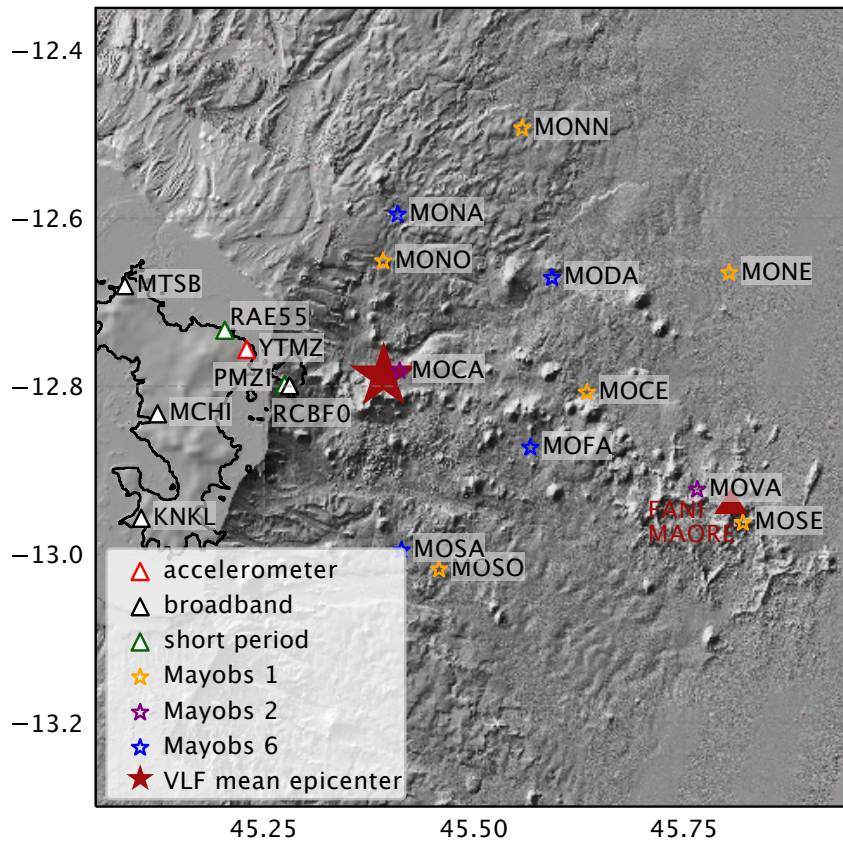 −12.4
MONN
−12.6
MONA
MONO
MODA
MONE
MTSB
RAE55
YTMZ
PMZI
−12.8
MOCA
MOCE
MCHI
RCBF0
MOFA
MOVA
FANI
MAORE
MOSE
KNKL
−13.0
MOSA
MOSO
accelerometer
broadband
short period
Mayobs 1
Mayobs 2
Mayobs 6
VLF mean epicenter
−13.2
45.25
45.50
45.75